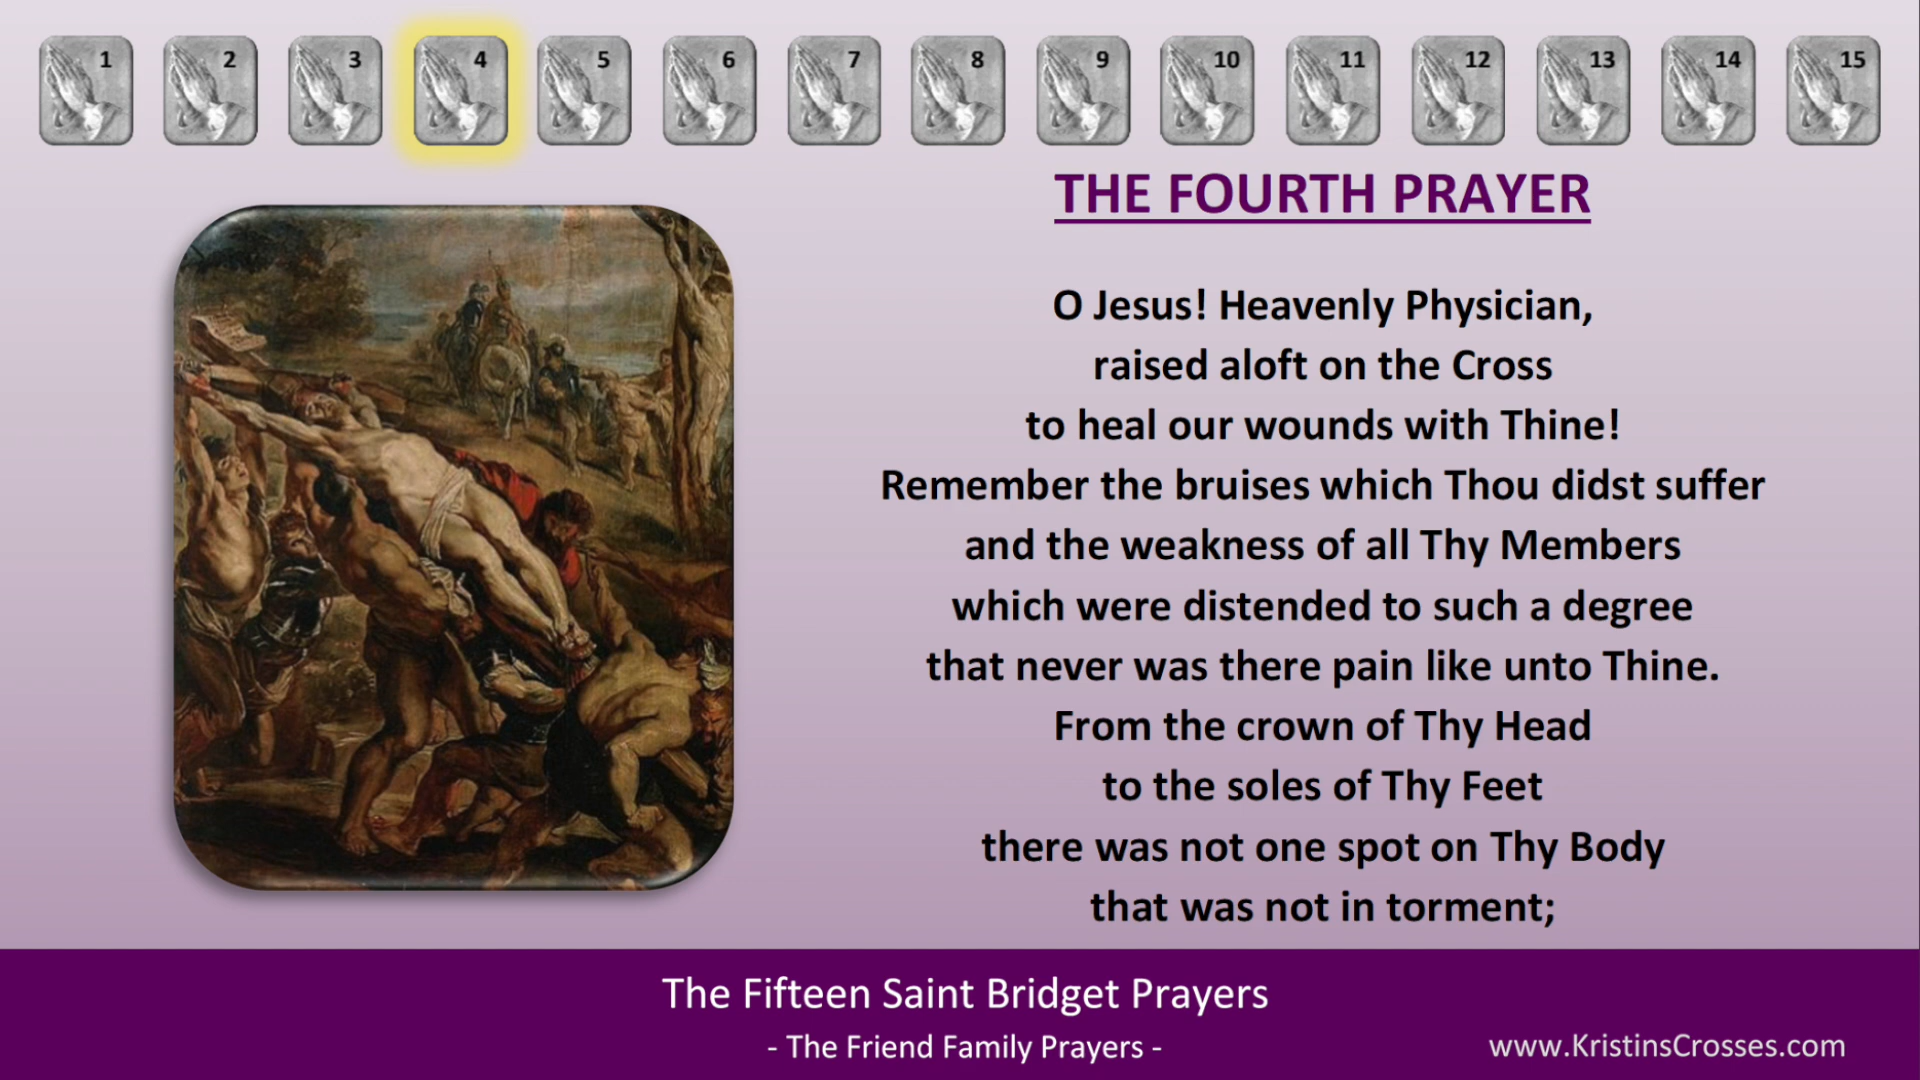 1 2 3 4 5 6 7 8 9 10 11 12 13 14 15
THE FOURTH PRAYER
O Jesus! Heavenly Physician,
raised aloft on the Cross
to heal our wounds with Thine!
Remember the bruises which Thou didst suffer
and the weakness of all Thy Members
which were distended to such a degree
that never was there pain like unto Thine.
From the crown of Thy Head
to the soles of Thy Feet
there was not one spot on Thy Body
that was not in torment;
The Fifteen Saint Bridget Prayers
- The Friend Family Prayers -
www.KristinsCrosses.com